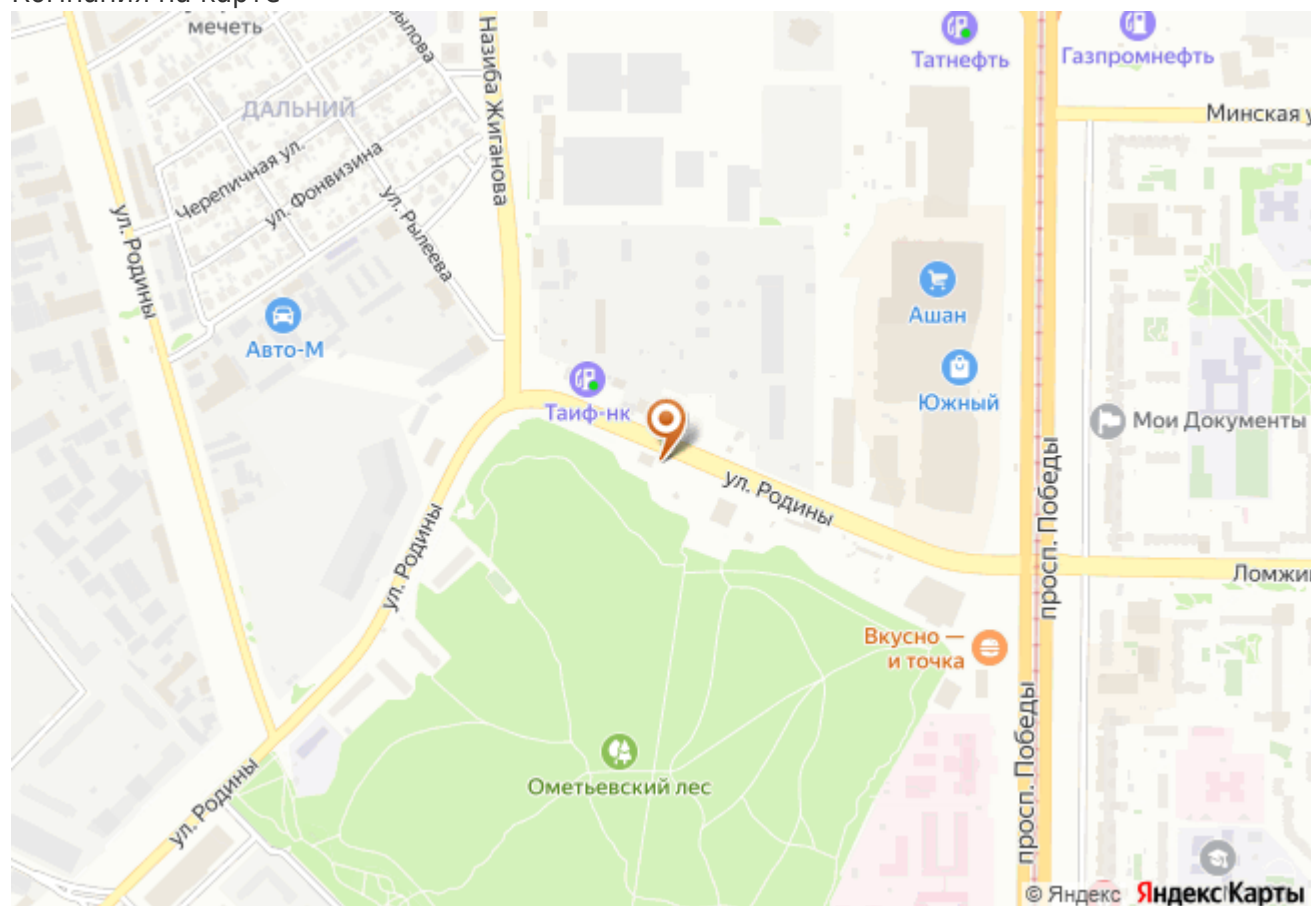 мечеть
ДАЛЬНИЙ
Черепичная ул.
ул. Фонвизина
ул. Рылеева
Назиба Жиганова
Татнефть
Газпромнефть
Минская у
ул. Родины
Авто-М
Ашан
Южный
Таиф-нк
Мои Документы
ул. Родины
ул. Родины
просп. Победы
Ломжи
Вкусно —
и точка
просп. Победы
Ометьевский лес
ул. Родины
© Яндекс Яндекс Карты